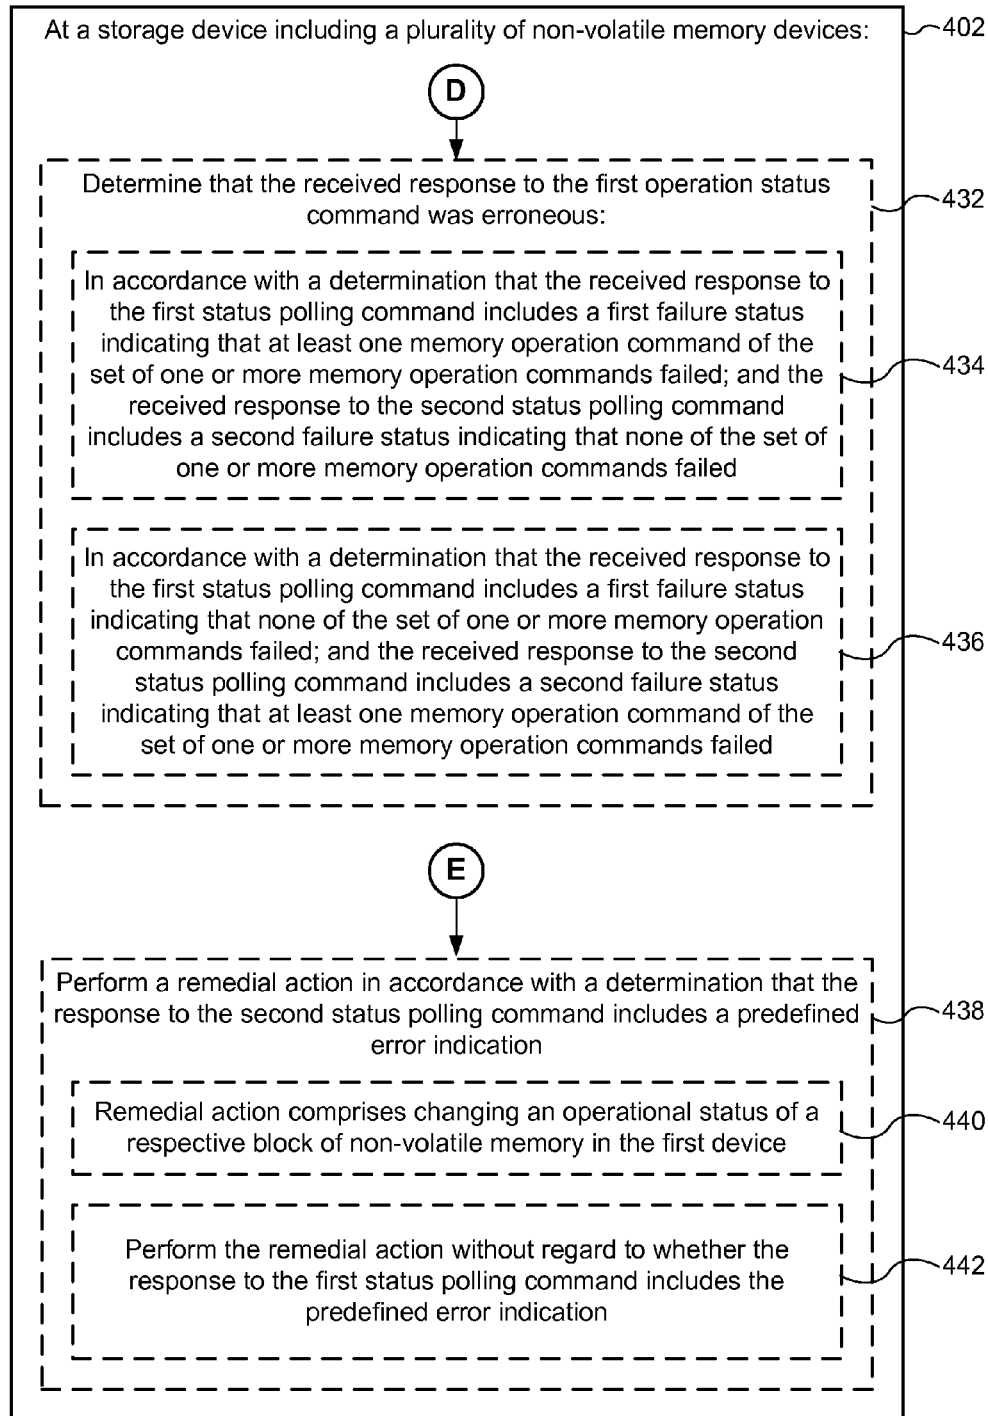 At a storage device including a plurality of non-volatile memory devices:
402
D
Determine that the received response to the first operation status
command was erroneous:
432
In accordance with a determination that the received response to
the first status polling command includes a first failure status
indicating that at least one memory operation command of the
set of one or more memory operation commands failed; and the
received response to the second status polling command
includes a second failure status indicating that none of the set of
one or more memory operation commands failed
434
In accordance with a determination that the received response to
the first status polling command includes a first failure status
indicating that none of the set of one or more memory operation
commands failed; and the received response to the second
status polling command includes a second failure status
indicating that at least one memory operation command of the
set of one or more memory operation commands failed
436
E
Perform a remedial action in accordance with a determination that the
response to the second status polling command includes a predefined
error indication
438
Remedial action comprises changing an operational status of a
respective block of non-volatile memory in the first device
440
Perform the remedial action without regard to whether the
response to the first status polling command includes the
predefined error indication
442